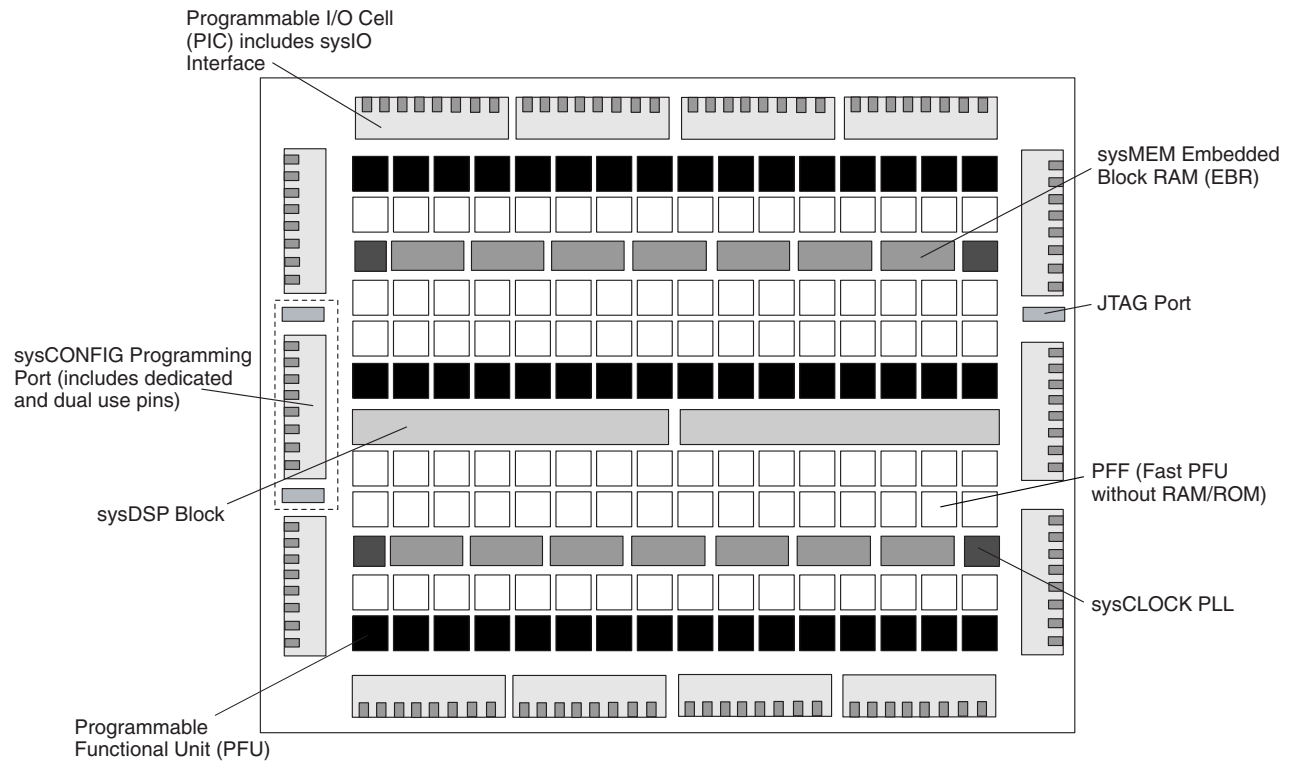 Programmable I/O Cell
(PIC) includes sysIO
Interface
sysMEM Embedded
Block RAM (EBR)
JTAG Port
sysCONFIG Programming
Port (includes dedicated
and dual use pins)
PFF (Fast PFU
without RAM/ROM)
sysDSP Block
sysCLOCK PLL
Programmable
Functional Unit (PFU)